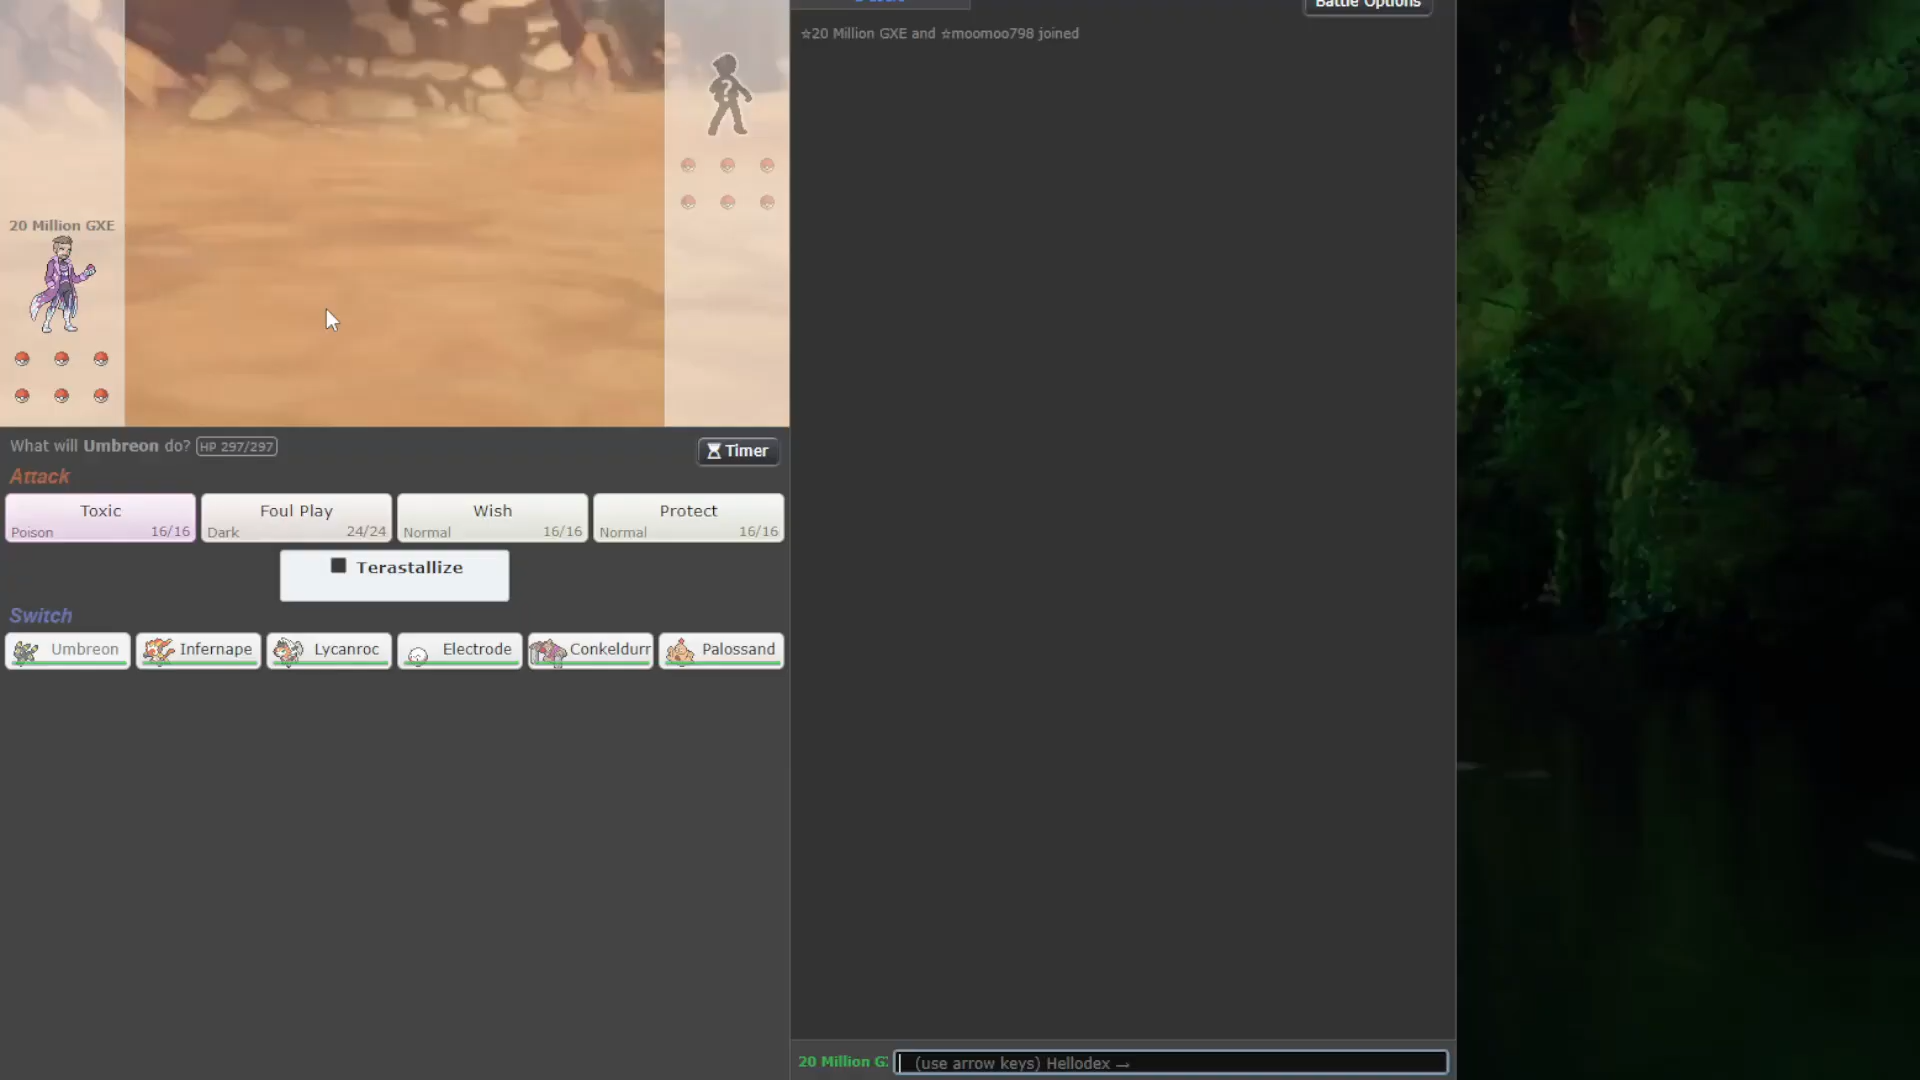 Battle Options
☆20 Million GXE and ☆moomoo798 joined
20 Million GXE
What will Umbreon do? HP 297/297
Timer
Attack
Toxic
Poison 16/16
Foul Play
Dark 24/24
Wish
Normal 16/16
Protect
Normal 16/16
Terastallize
Switch
Umbreon
Infernape
Lycanroc
Electrode
Conkeldurr
Palossand
20 Million G
(use arrow keys) Hellodex →